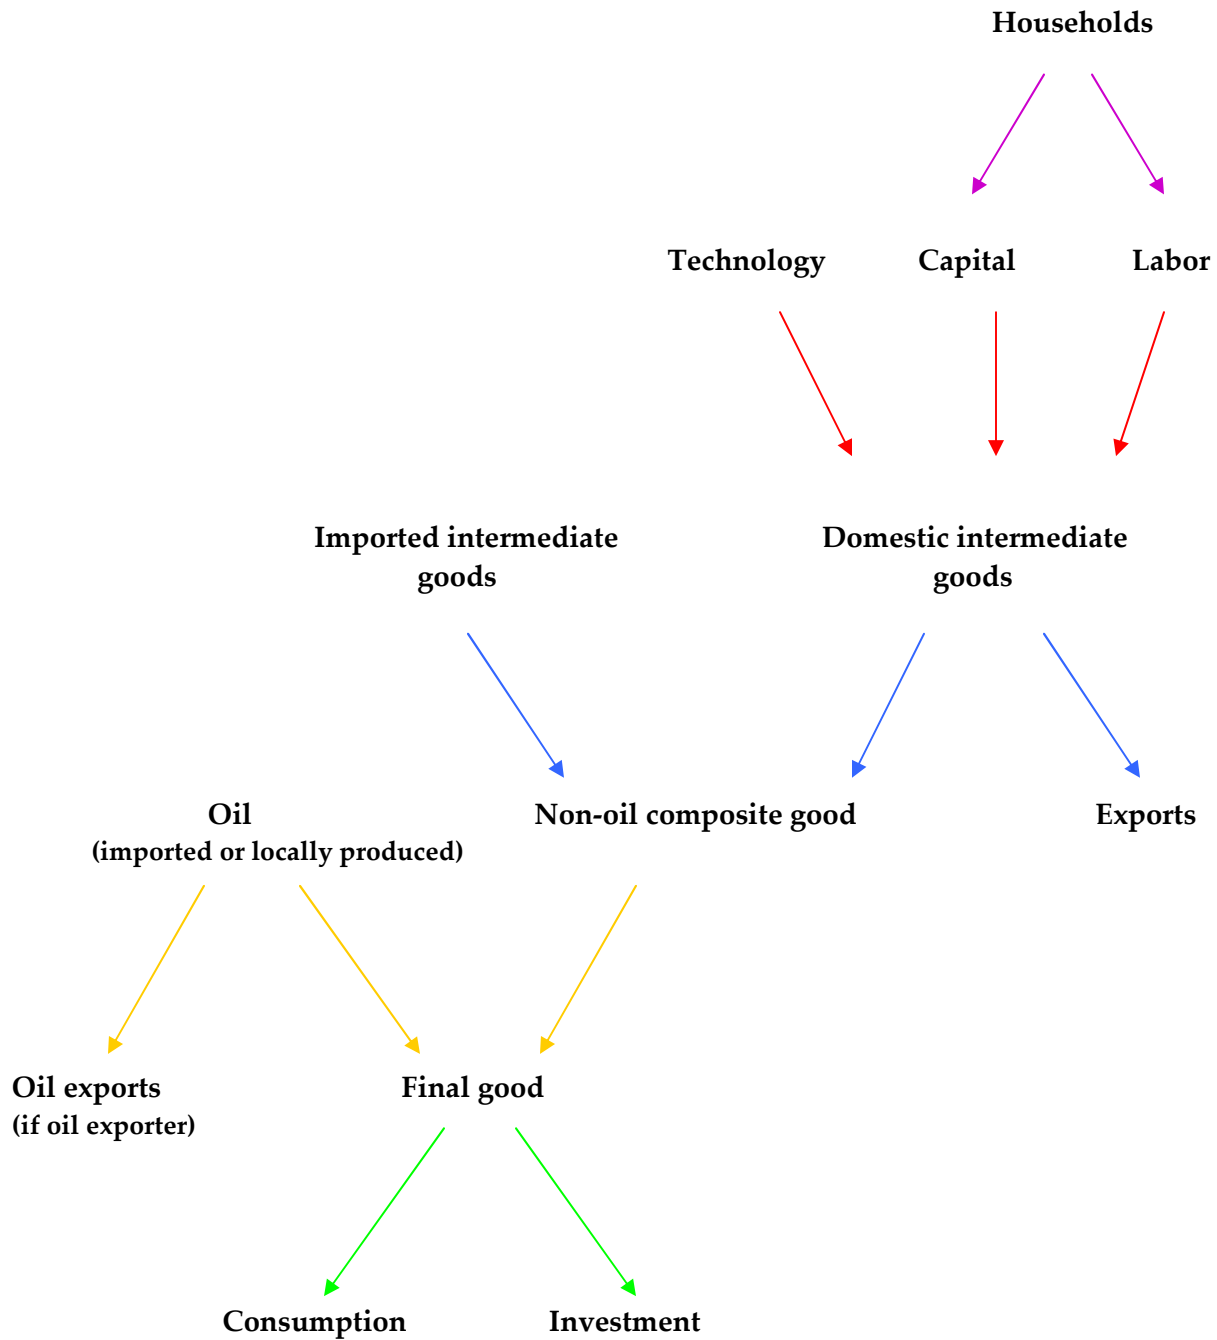 Households
Technology
Capital
Labor
Imported intermediate
goods
Domestic intermediate
goods
Oil
(imported or locally produced)
Non-oil composite good
Exports
Oil exports
(if oil exporter)
Final good
Consumption
Investment